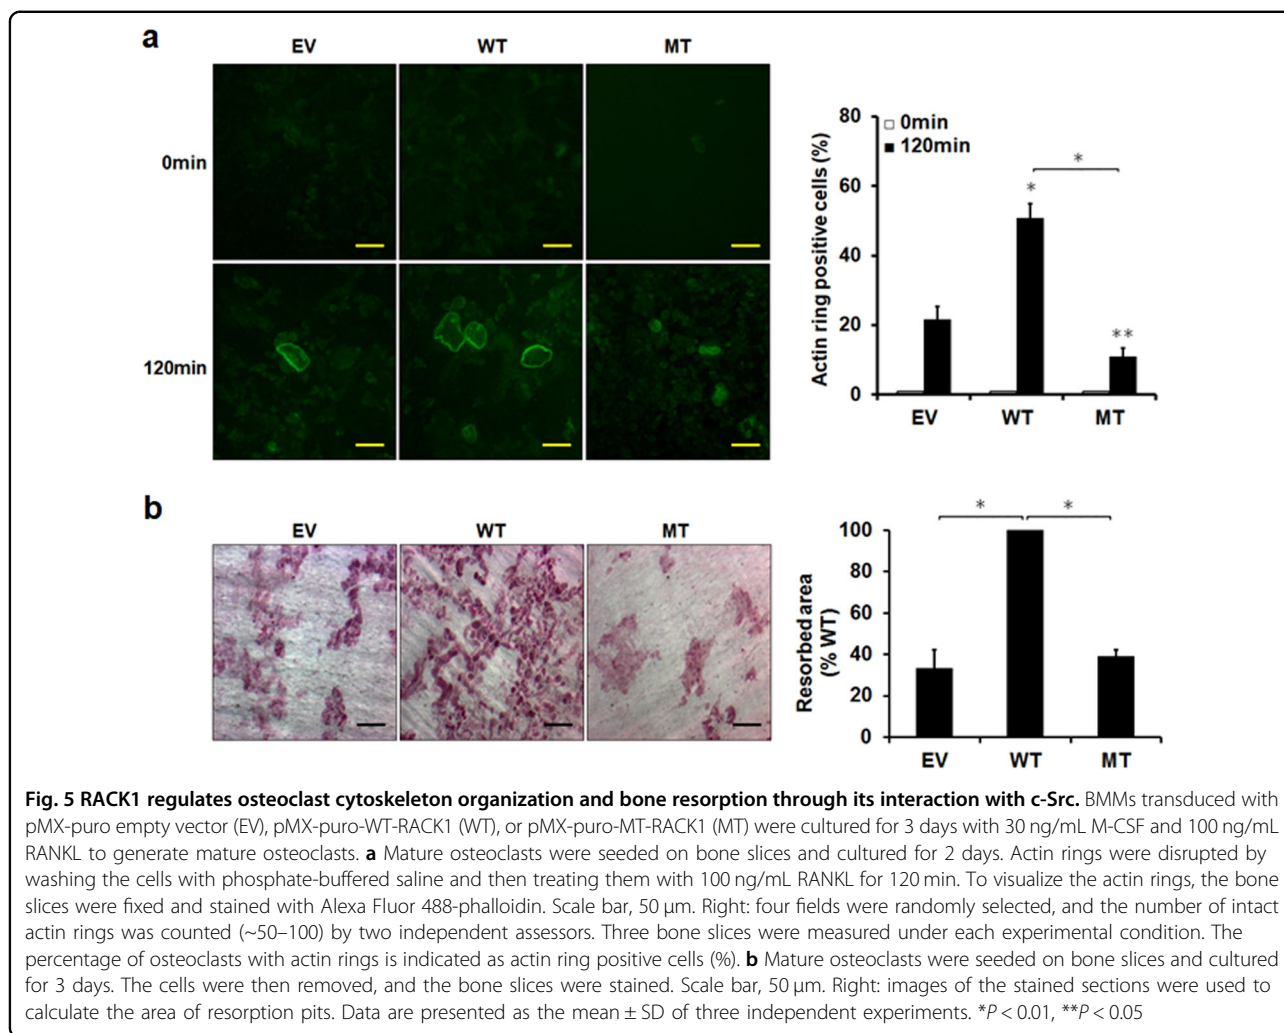 a
EV WT MT
0min
120min
80
60
40
20
0
Actin ring positive cells (%)
0min
120min
*
*
**
EV WT MT
b
EV WT MT
* *
100
80
60
40
20
0
Resorbed area
(% WT)
EV WT MT
Fig. 5 RACK1 regulates osteoclast cytoskeleton organization and bone resorption through its interaction with c-Src. BMMs transduced with
pMX-puro empty vector (EV), pMX-puro-WT-RACK1 (WT), or pMX-puro-MT-RACK1 (MT) were cultured for 3 days with 30 ng/mL M-CSF and 100 ng/mL
RANKL to generate mature osteoclasts. a Mature osteoclasts were seeded on bone slices and cultured for 2 days. Actin rings were disrupted by
washing the cells with phosphate-buffered saline and then treating them with 100 ng/mL RANKL for 120 min. To visualize the actin rings, the bone
slices were fixed and stained with Alexa Fluor 488-phalloidin. Scale bar, 50 µm. Right: four fields were randomly selected, and the number of intact
actin rings was counted (~50–100) by two independent assessors. Three bone slices were measured under each experimental condition. The
percentage of osteoclasts with actin rings is indicated as actin ring positive cells (%). b Mature osteoclasts were seeded on bone slices and cultured
for 3 days. The cells were then removed, and the bone slices were stained. Scale bar, 50 µm. Right: images of the stained sections were used to
calculate the area of resorption pits. Data are presented as the mean ± SD of three independent experiments. *P < 0.01, **P < 0.05